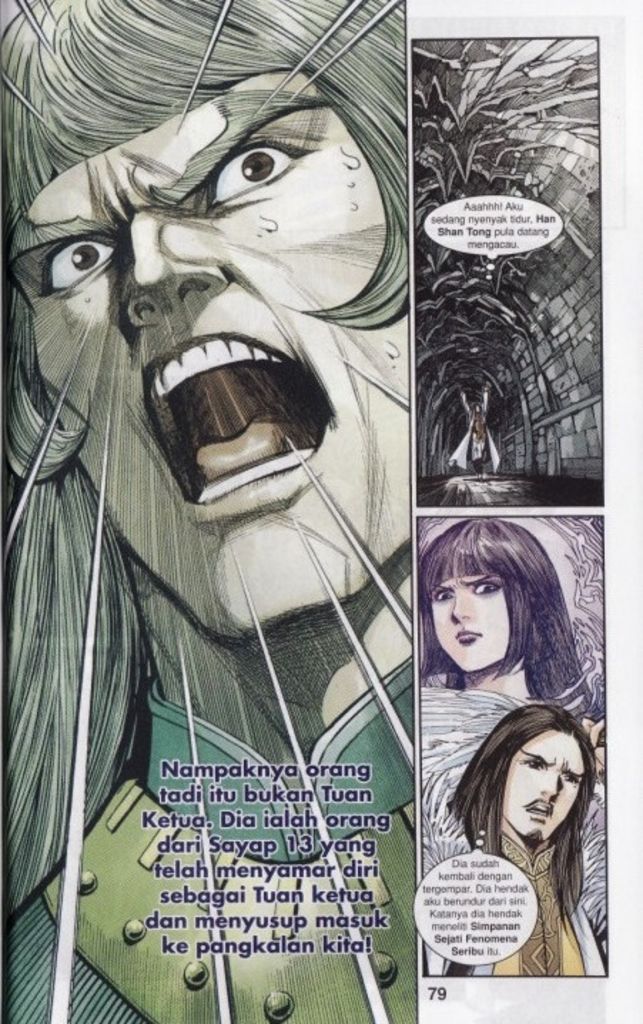 Nampaknya orang
tadi itu bukan Tuan
Ketua. Dia ialah orang
dari Sayap 13 yang
telah menyamar diri
sebagai Tuan ketua
dan menyusup masuk
ke pangkalan kita!
Aaahhh! Aku
sedang nyenyak tidur, Han
Shan Tong pula datang
mengacau.
Dia sudah
kembali dengan
tergempar. Dia hendak
aku berundur dari sini.
Katanya dia hendak
meneliti Simpanan
Sejati Fenomena
Seribu itu.
79